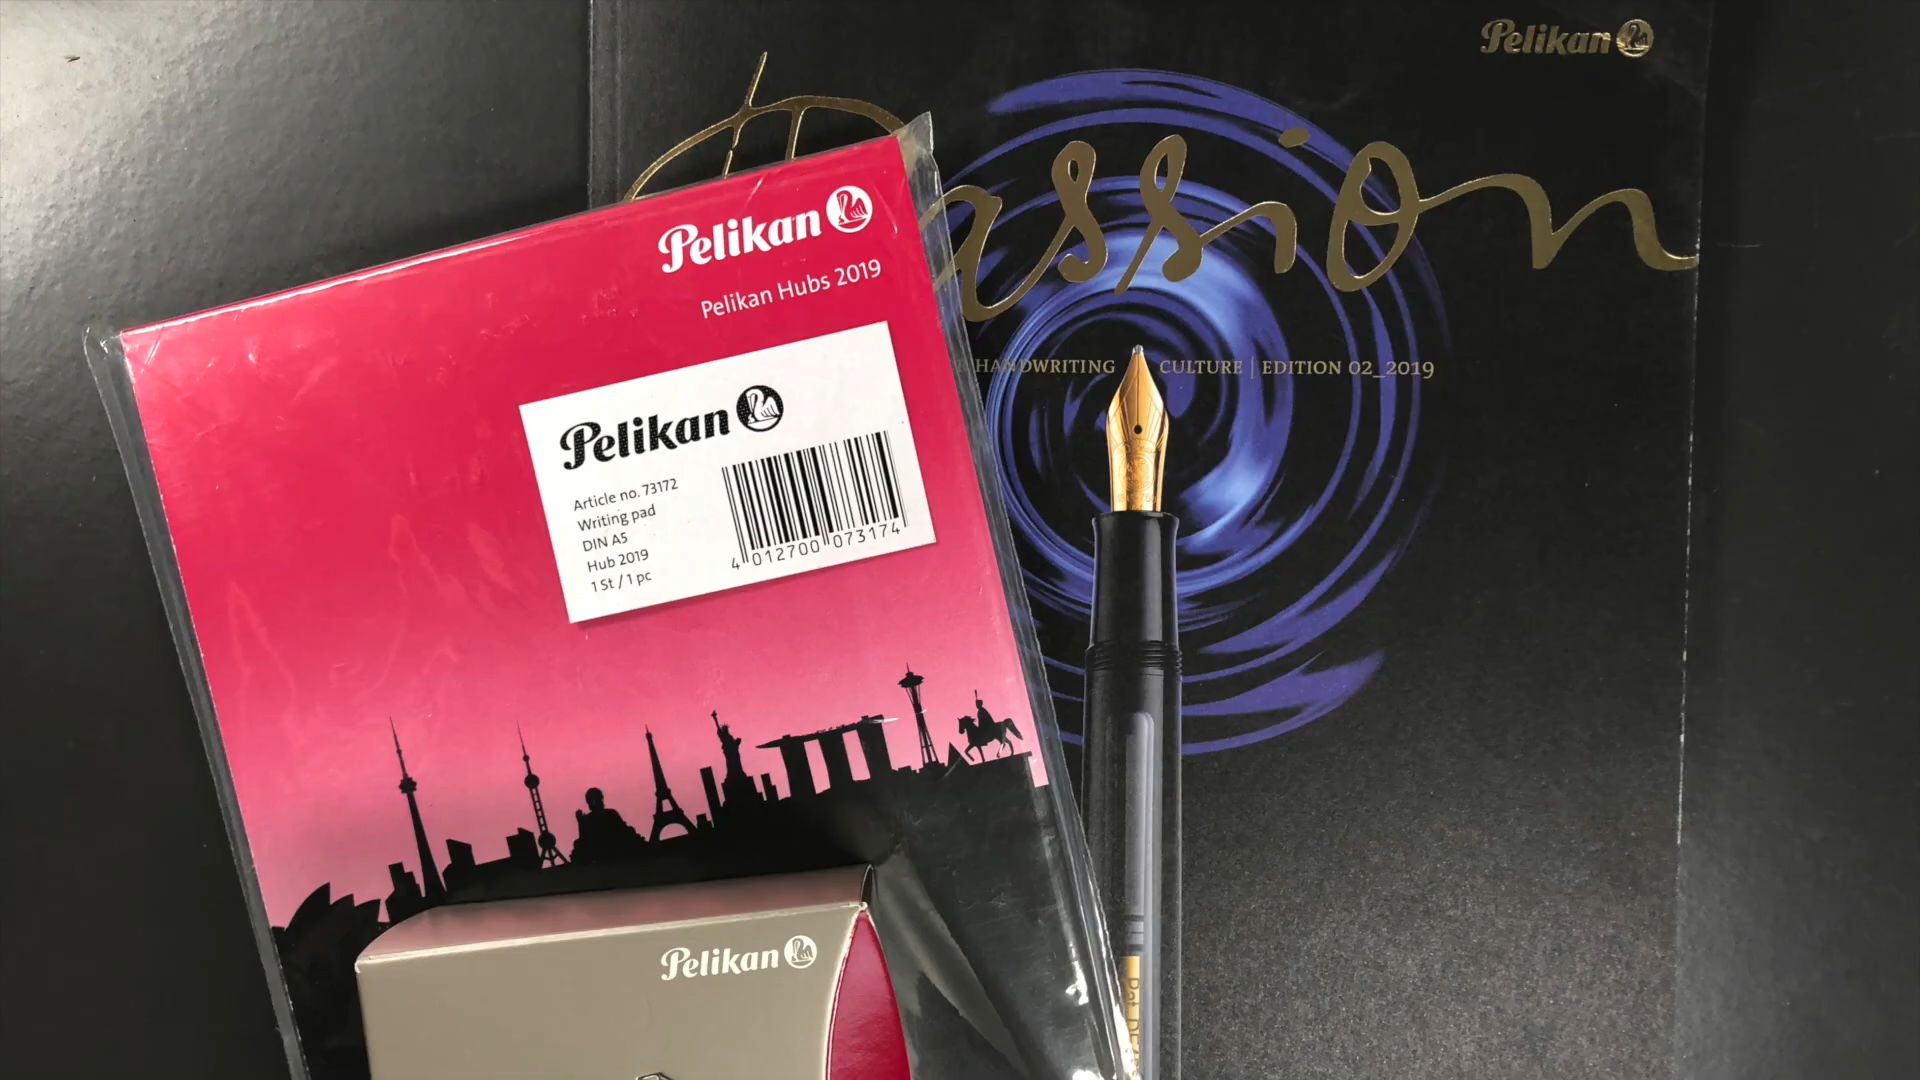 Pelikan
Passion
HANDWRITING CULTURE | EDITION 02_2019
Pelikan
Pelikan Hubs 2019
Pelikan
Article no. 73172
Writing pad
DIN A5
Hub 2019
1 St / 1 pc
4 012700 073174
Pelikan